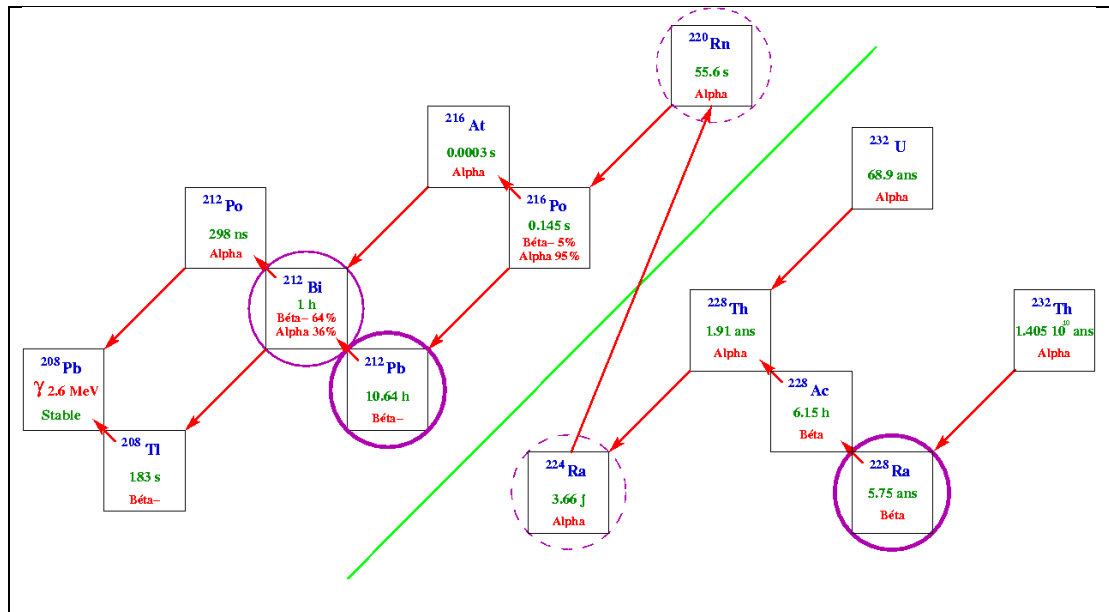 220Rn
55.6 s
Alpha
216At
0.0003 s
Alpha
232 U
68.9 ans
Alpha
212Po
298 ns
Alpha
216Po
0.145 s
Béta− 5%
Alpha 95%
212Bi
1 h
Béta− 64%
Alpha 36%
228Th
1.91 ans
Alpha
232Th
1.405 10^10 ans
Alpha
208Pb
γ 2.6 MeV
Stable
212Pb
10.64 h
Béta−
228Ac
6.15 h
Béta
208Tl
183 s
Béta−
224Ra
3.66 j
Alpha
228Ra
5.75 ans
Béta